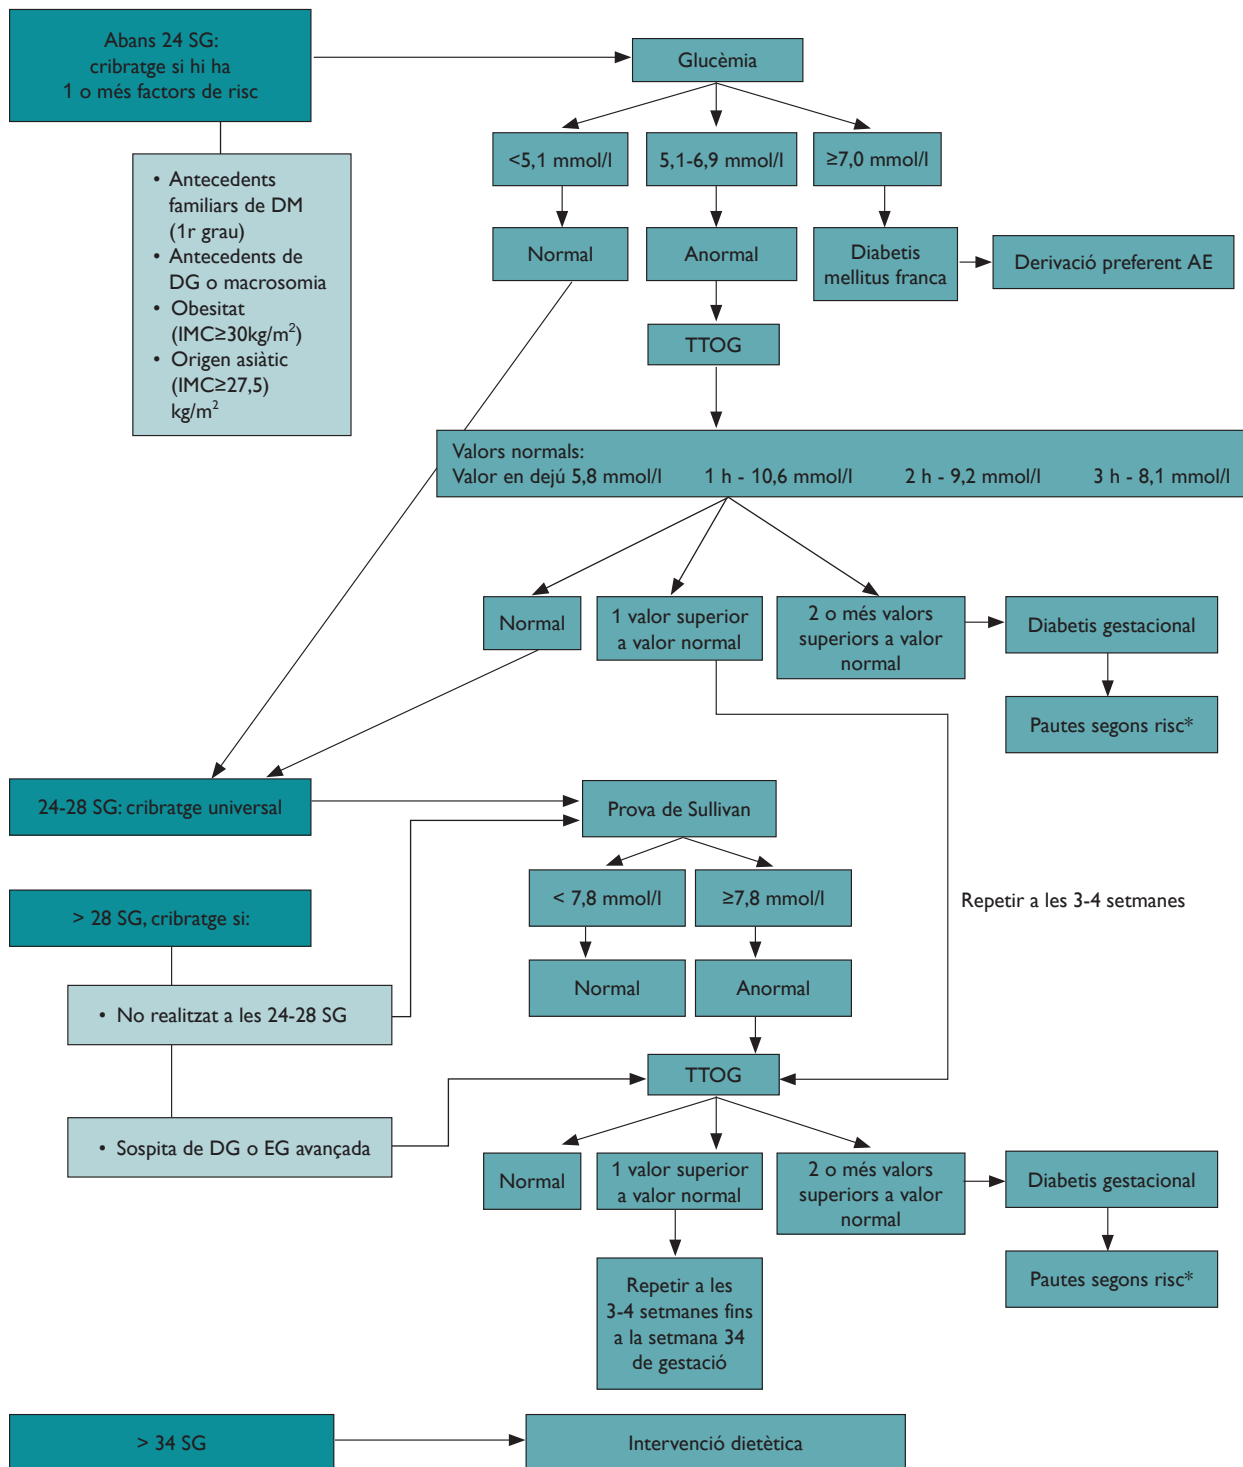 Abans 24 SG:
cribratge si hi ha
1 o més factors de risc
Glucèmia
<5,1 mmol/l
5,1-6,9 mmol/l
≥7,0 mmol/l
• Antecedents
familiars de DM
(1r grau)
• Antecedents de
DG o macrosomia
• Obesitat
(IMC≥30kg/m²)
• Origen asiàtic
(IMC≥27,5)
kg/m²
Normal
Anormal
Diabetis
mellitus franca
Derivació preferent AE
TTOG
Valors normals:
Valor en dejú 5,8 mmol/l 1 h - 10,6 mmol/l 2 h - 9,2 mmol/l 3 h - 8,1 mmol/l
Normal
1 valor superior
a valor normal
2 o més valors
superiors a valor
normal
Diabetis gestacional
Pautes segons risc*
24-28 SG: cribratge universal
Prova de Sullivan
< 7,8 mmol/l
≥7,8 mmol/l
Repetir a les 3-4 setmanes
> 28 SG, cribratge si:
Normal
Anormal
• No realitzat a les 24-28 SG
TTOG
• Sospita de DG o EG avançada
Normal
1 valor superior
a valor normal
2 o més valors
superiors a valor
normal
Diabetis gestacional
Pautes segons risc*
Repetir a les
3-4 setmanes fins
a la setmana 34
de gestació
> 34 SG
Intervenció dietètica